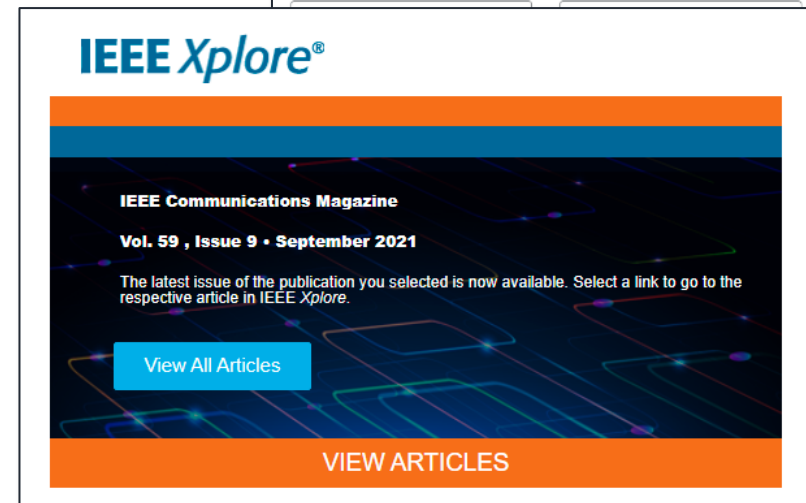 IEEE Xplore®
IEEE Communications Magazine
Vol. 59 , Issue 9 • September 2021
The latest issue of the publication you selected is now available. Select a link to go to the
respective article in IEEE Xplore.
View All Articles
VIEW ARTICLES